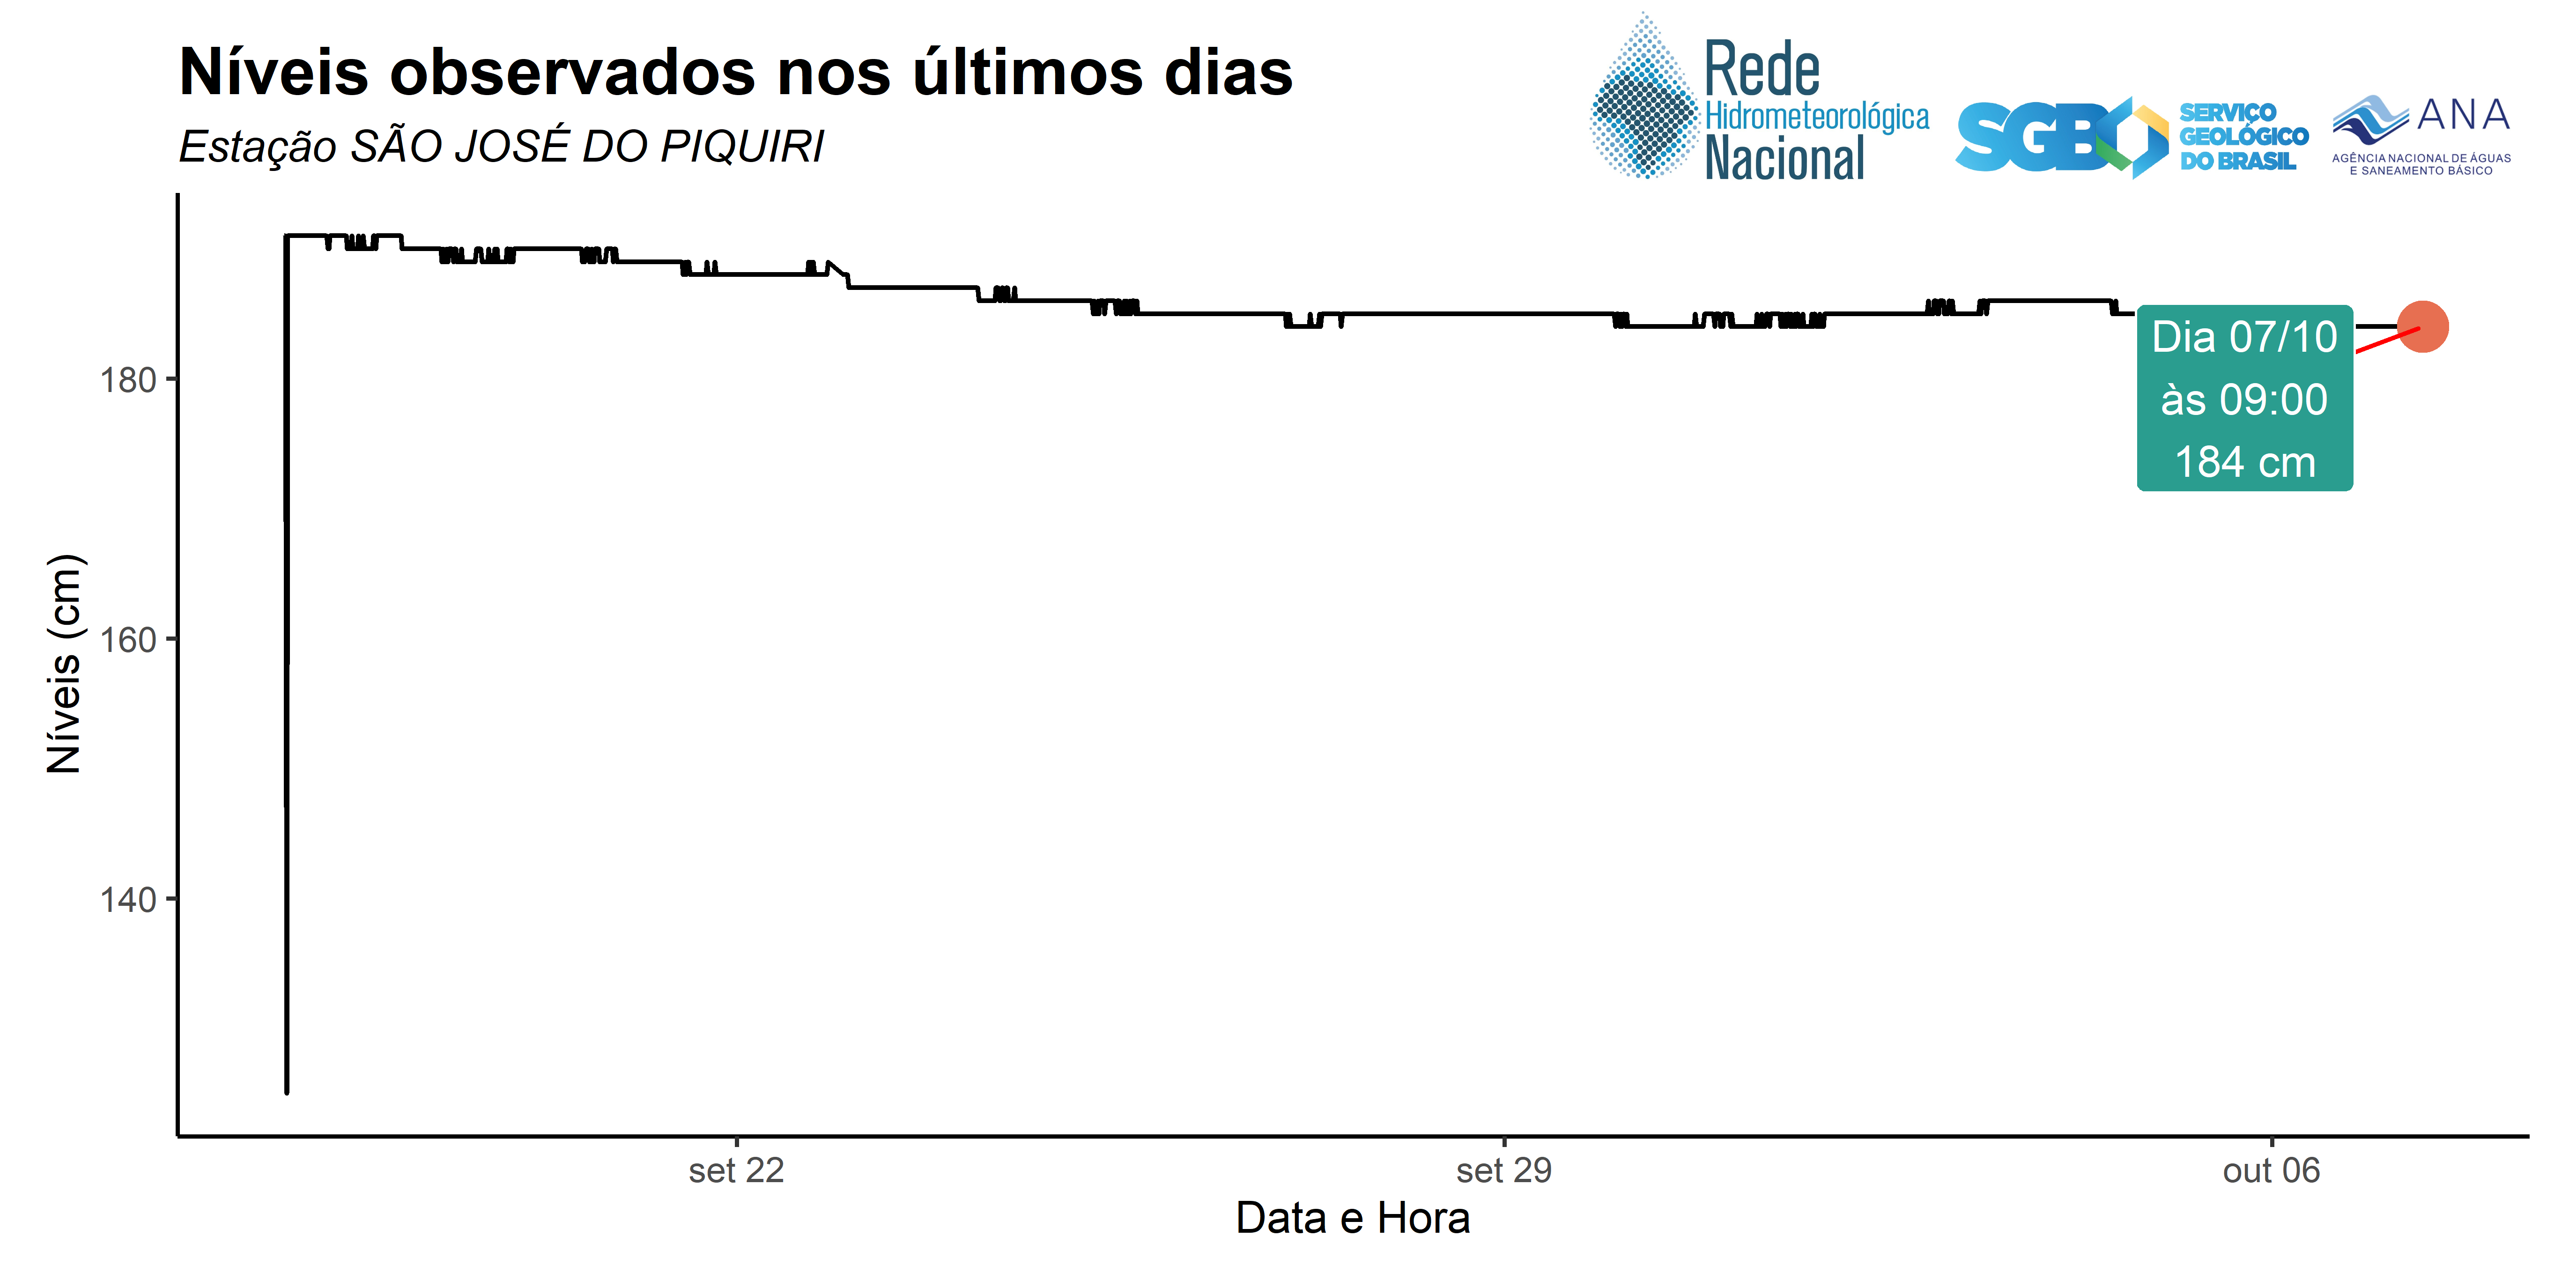 Níveis observados nos últimos dias
Estação SÃO JOSÉ DO PIQUIRI
Rede
Hidrometeorológica
Nacional
SGB
SERVIÇO
GEOLÓGICO
DO BRASIL
ANA
AGÊNCIA NACIONAL DE ÁGUAS
E SANEAMENTO BÁSICO
Níveis (cm)
180
160
140
Dia 07/10
às 09:00
184 cm
set 22
set 29
out 06
Data e Hora